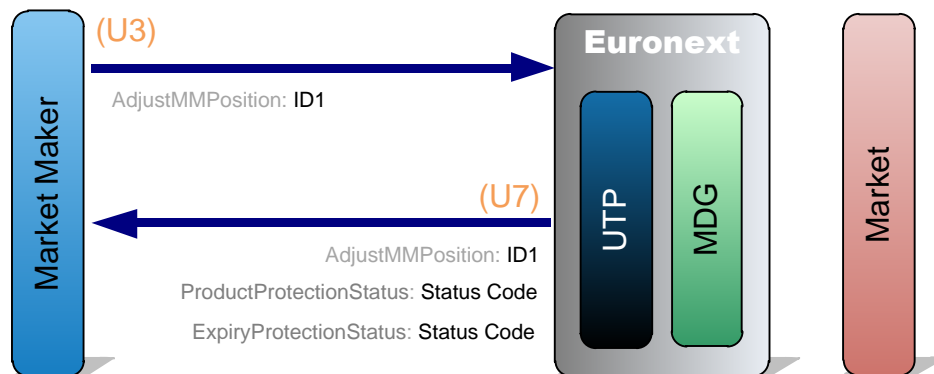 (U3)
Euronext
AdjustMMPosition: ID1
Market Maker
UTP
MDG
Market
(U7)
AdjustMMPosition: ID1
ProductProtectionStatus: Status Code
ExpiryProtectionStatus: Status Code